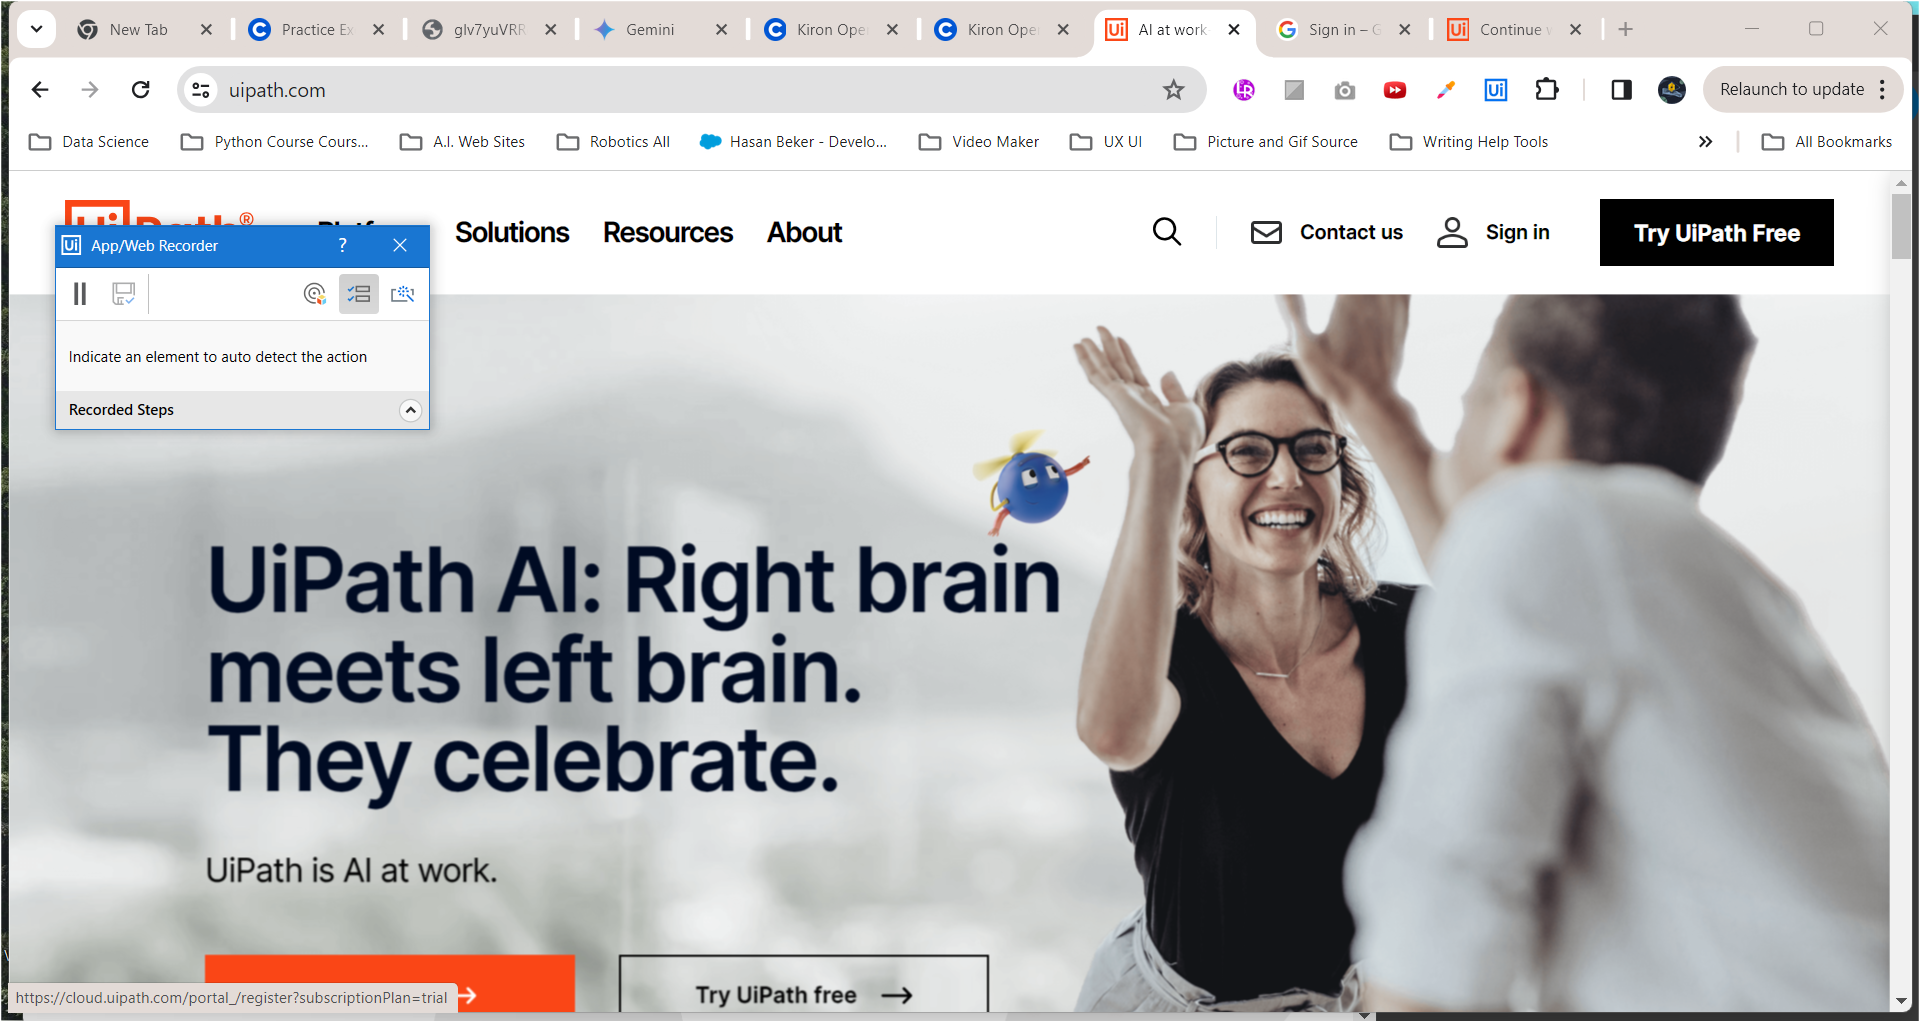 New Tab
Practice Ex
glv7yuVRR
Gemini
Kiron Ope
Kiron Ope
AI at work
Sign in – G
Continue w
uipath.com
Relaunch to update
Data Science
Python Course Cours...
A.I. Web Sites
Robotics All
Hasan Beker - Develo...
Video Maker
UX UI
Picture and Gif Source
Writing Help Tools
All Bookmarks
Solutions
Resources
About
Contact us
Sign in
Try UiPath Free
Ui App/Web Recorder ?
Indicate an element to auto detect the action
Recorded Steps
UiPath AI: Right brain
meets left brain.
They celebrate.
UiPath is AI at work.
Try UiPath free
https://cloud.uipath.com/portal_/register?subscriptionPlan=trial